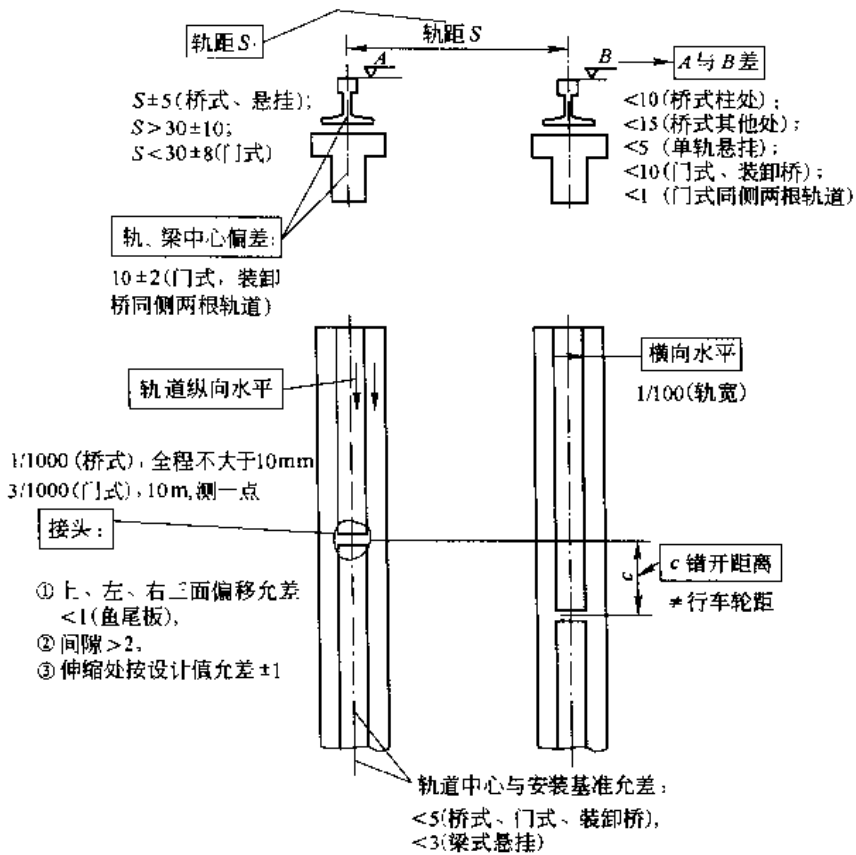 轨距 S
轨距 S
A
B
A 与 B 差
S±5(桥式、悬挂);
S>30±10;
S<30±8(门式)
<10(桥式柱处);
<15(桥式其他处);
<5 (单轨悬挂);
<10(门式、装卸桥);
<1 (门式同侧两根轨道)
轨、梁中心偏差:
10±2(门式, 装卸
桥同侧两根轨道)
轨道纵向水平
横向水平
1/100(轨宽)
1/1000 (桥式), 全程不大于10mm
3/1000(门式), 10m,测一点
接头:
c
c 错开距离
≠行车轮距
① 上、左、右三面偏移允差
<1(鱼尾板),
② 间隙>2,
③ 伸缩处按设计值允差±1
轨道中心与安装基准允差:
<5(桥式、门式、装卸桥),
<3(梁式悬挂)